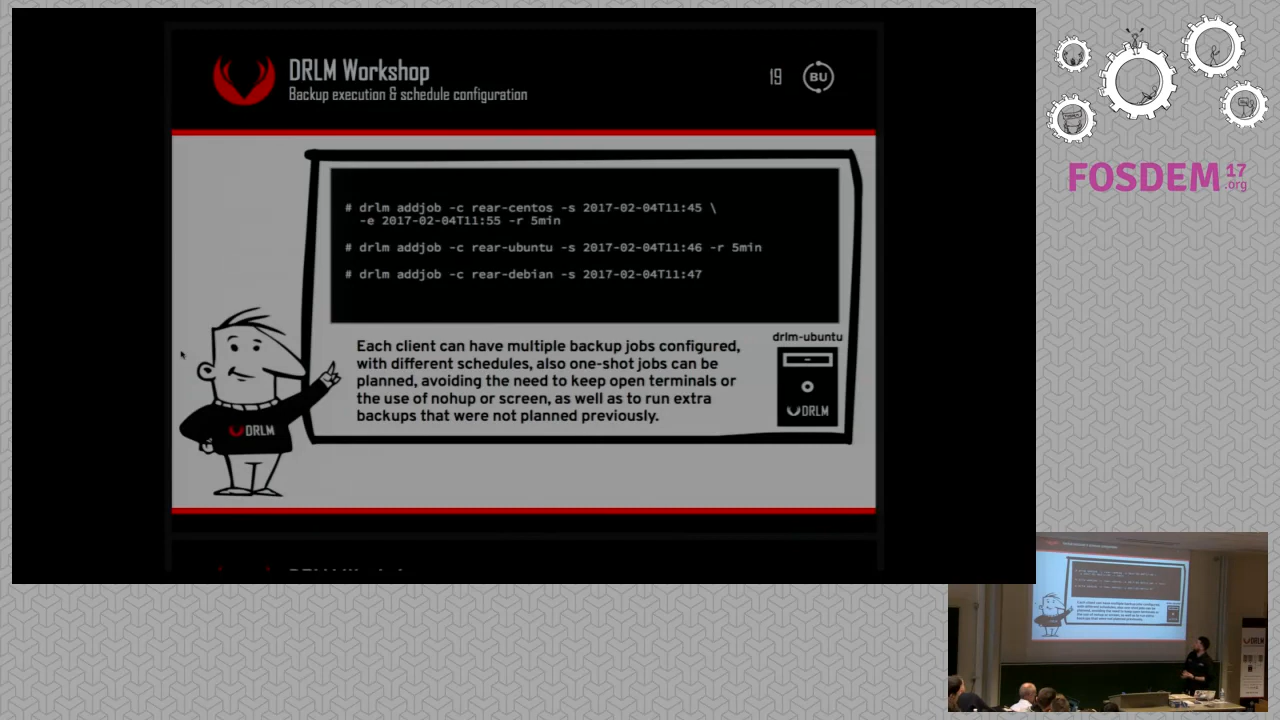 DRLM Workshop
Backup execution & schedule configuration
19
BU
# drlm addjob -c rear-centos -s 2017-02-04T11:45 \
-e 2017-02-04T11:55 -r 5min
# drlm addjob -c rear-ubuntu -s 2017-02-04T11:46 -r 5min
# drlm addjob -c rear-debian -s 2017-02-04T11:47
Each client can have multiple backup jobs configured,
with different schedules, also one-shot jobs can be
planned, avoiding the need to keep open terminals or
the use of nohup or screen, as well as to run extra
backups that were not planned previously.
drlm-ubuntu
DRLM
DRLM
FOSDEM 17
.org
DRLM